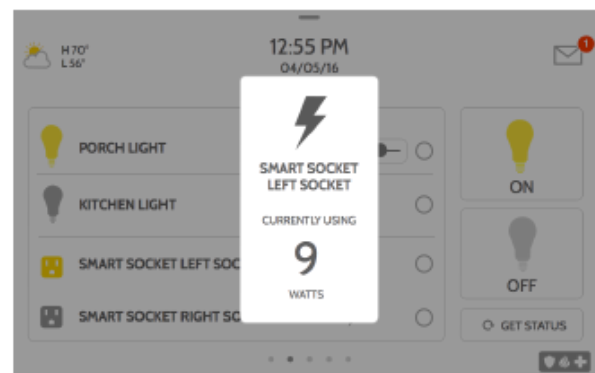 H 70°
L 56°
12:55 PM
04/05/16
1
PORCH LIGHT
KITCHEN LIGHT
SMART SOCKET LEFT SOC
SMART SOCKET RIGHT SC
SMART SOCKET
LEFT SOCKET
CURRENTLY USING
9
WATTS
ON
OFF
GET STATUS